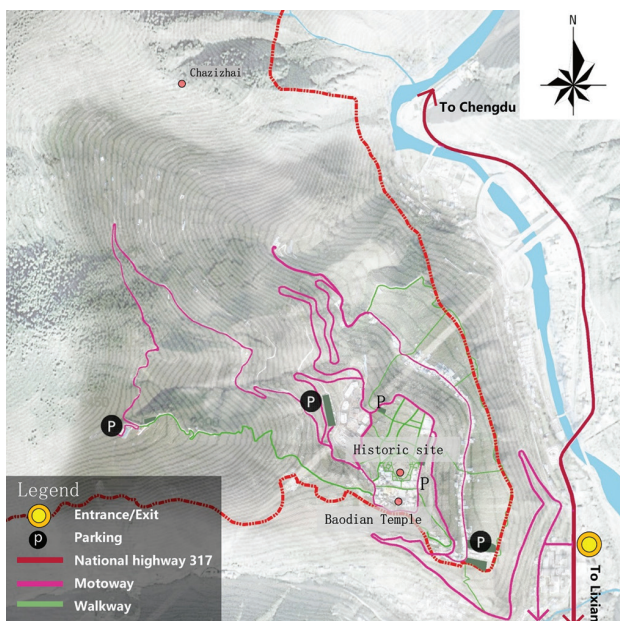 N
Chazizhai
To Chengdu
P
P
P
Historic site
P
Baodian Temple
P
To Lixian
Legend
Entrance/Exit
P Parking
National highway 317
Motoway
Walkway